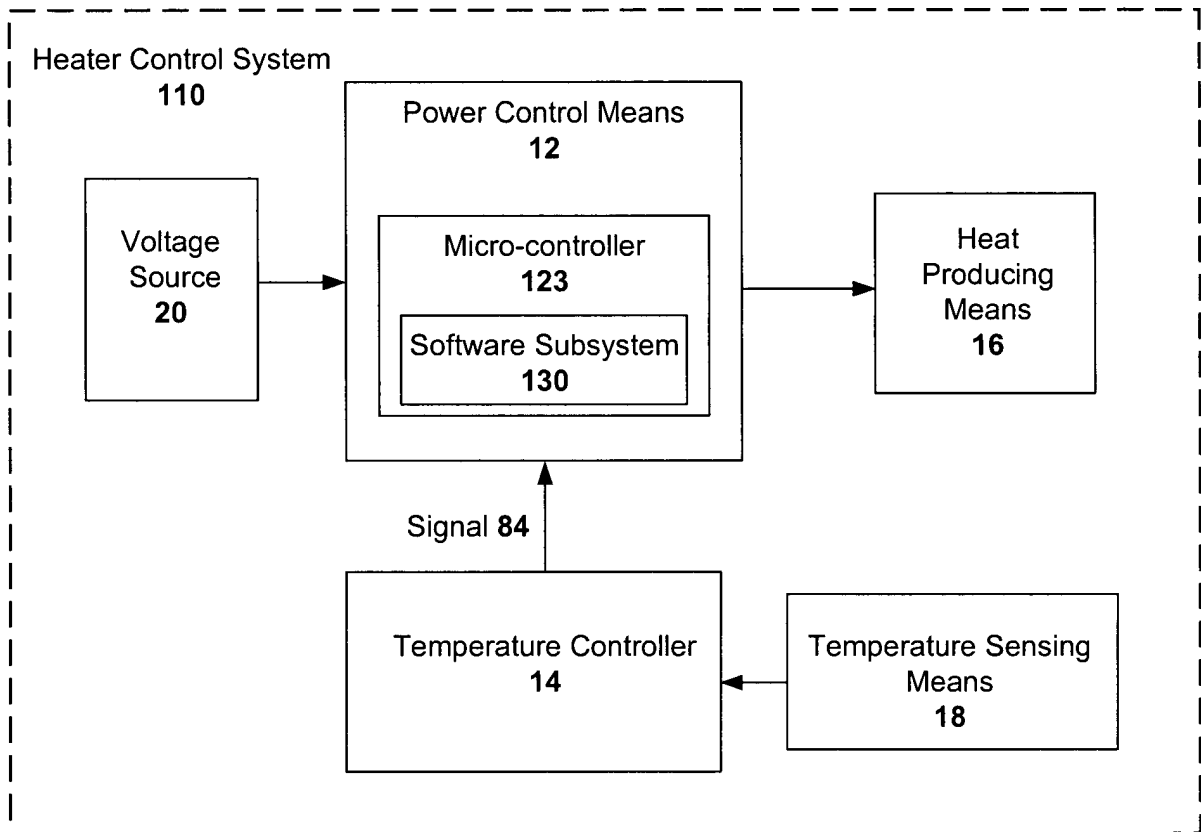 Heater Control System
110
Power Control Means
12
Voltage
Source
20
Micro-controller
123
Software Subsystem
130
Heat
Producing
Means
16
Signal 84
Temperature Controller
14
Temperature Sensing
Means
18